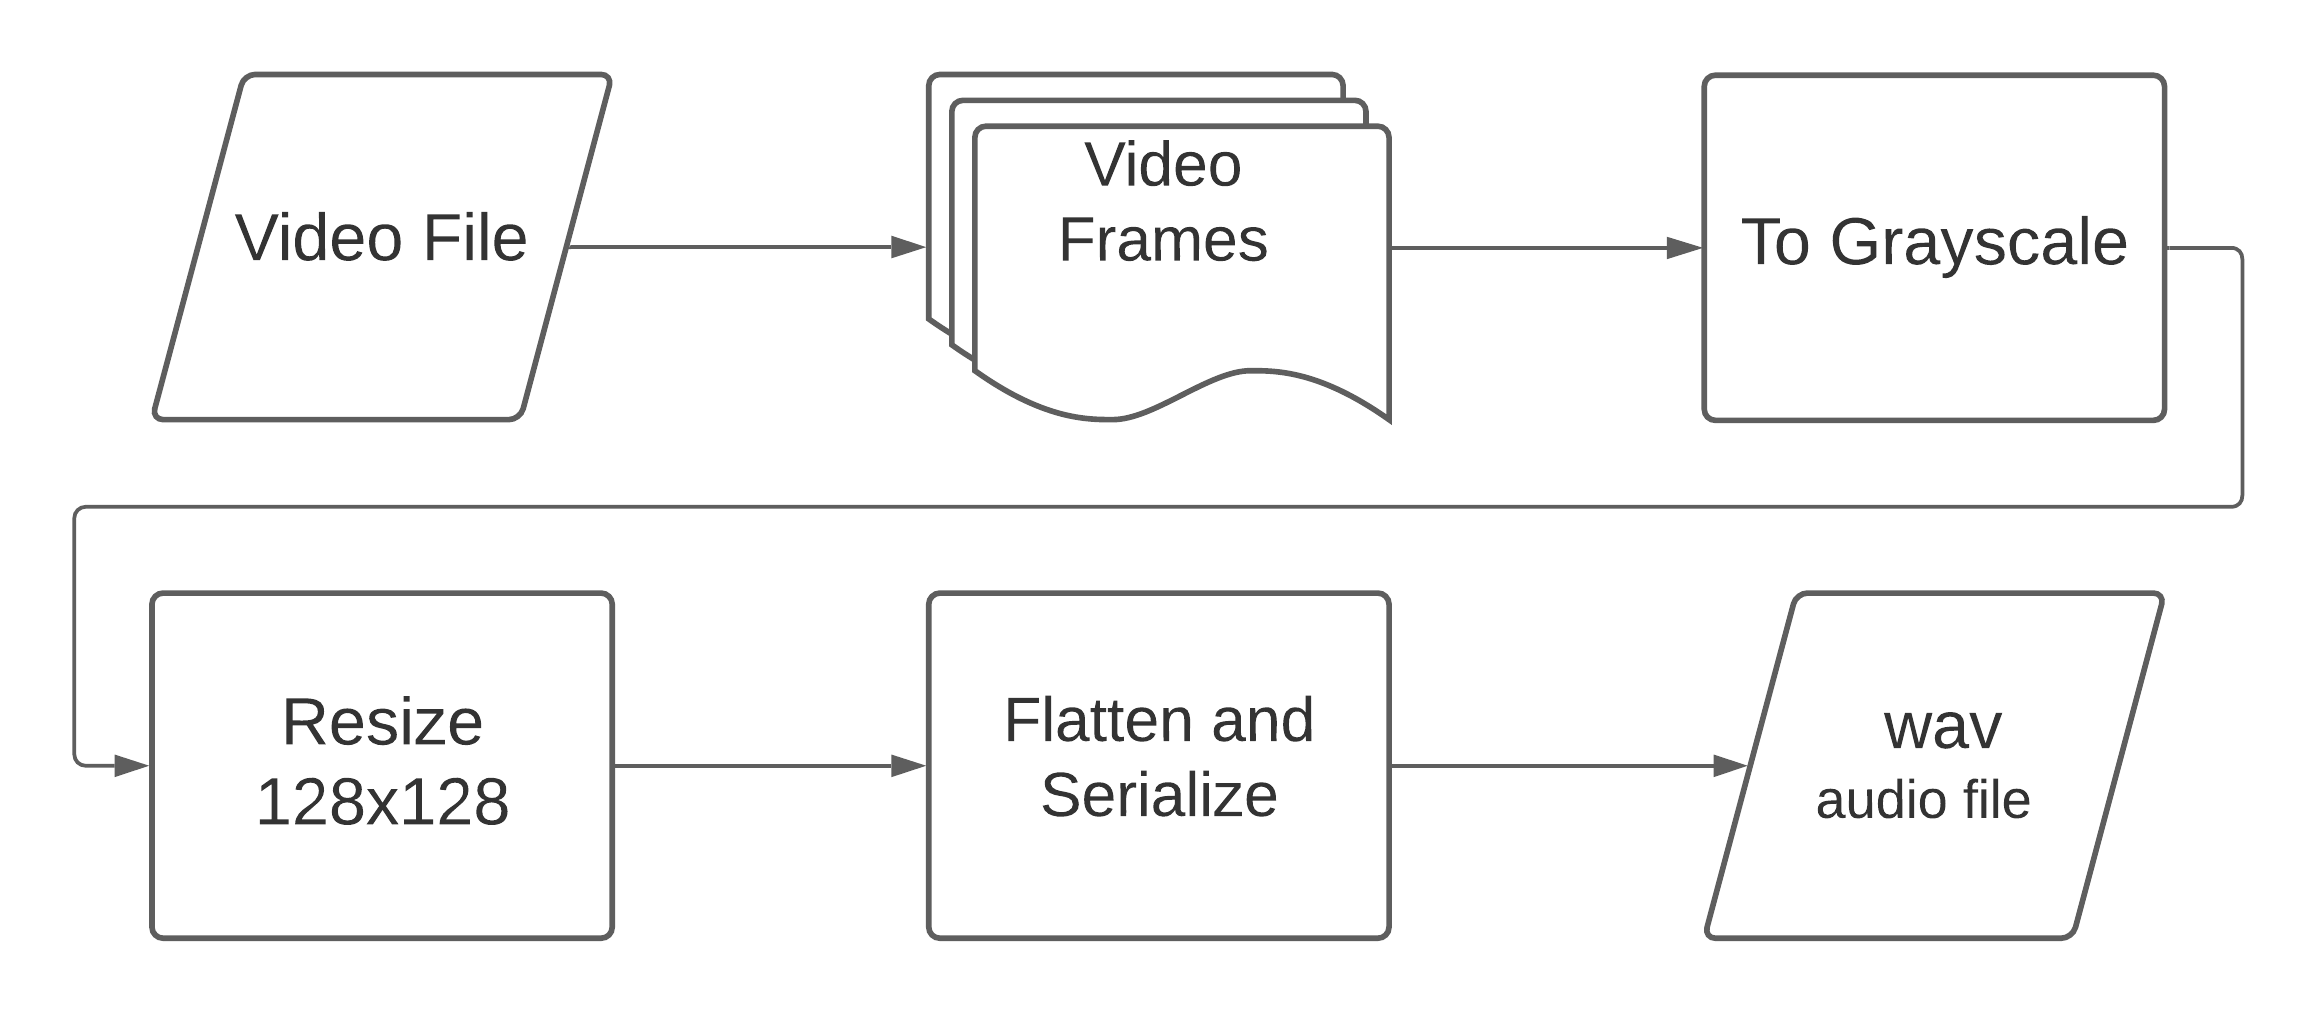 Video File
Video
Frames
To Grayscale
Resize
128x128
Flatten and
Serialize
wav
audio file